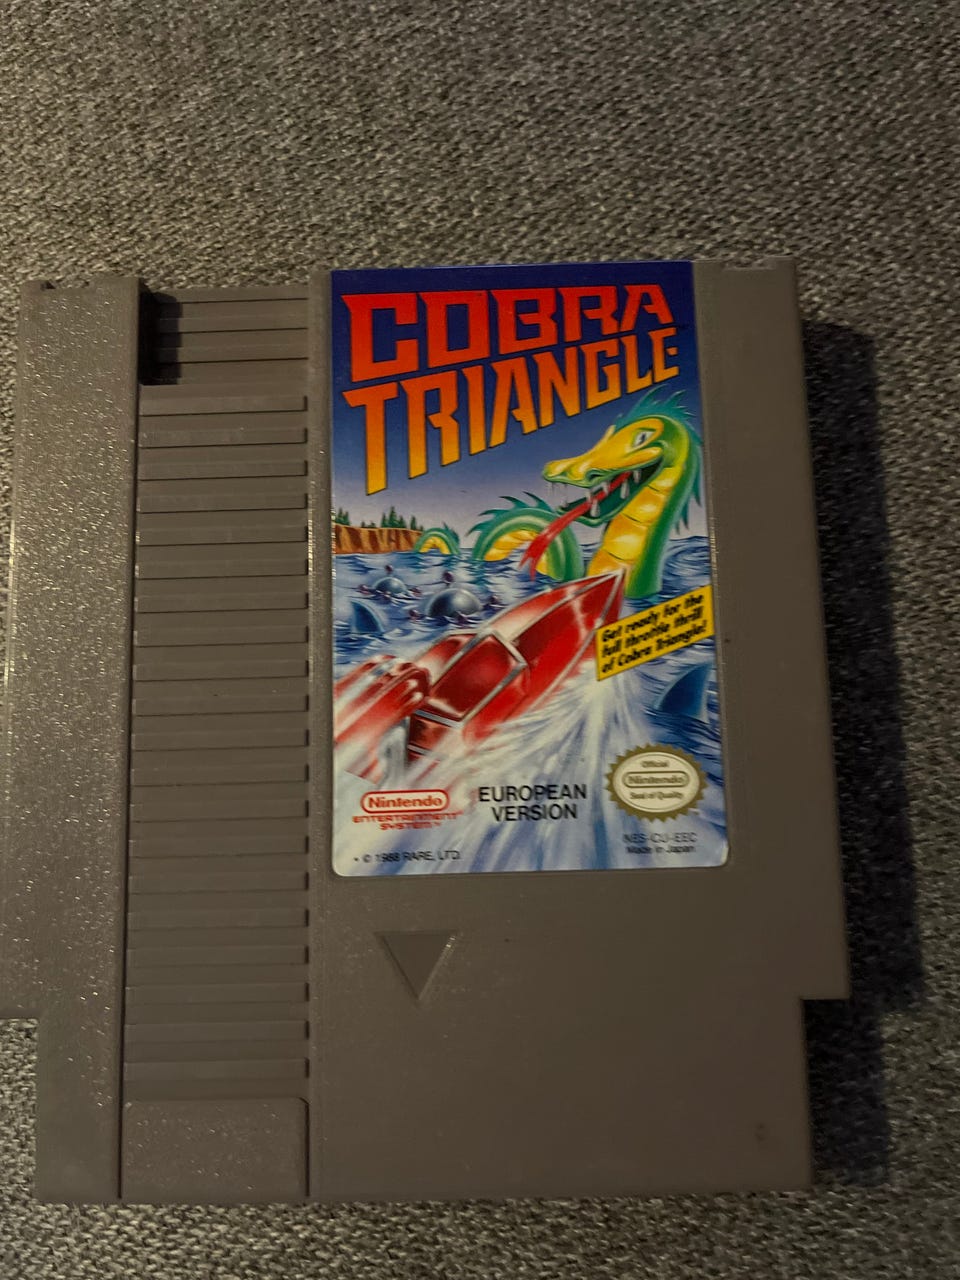 COBRA
TRIANGLE
Get ready for the
full throttle thrill
of Cobra Triangle!
Nintendo
ENTERTAINMENT
SYSTEM™
EUROPEAN
VERSION
Official
Nintendo
Seal of Quality
• © 1988 RARE, LTD.
NES-CU-EEC
Made in Japan